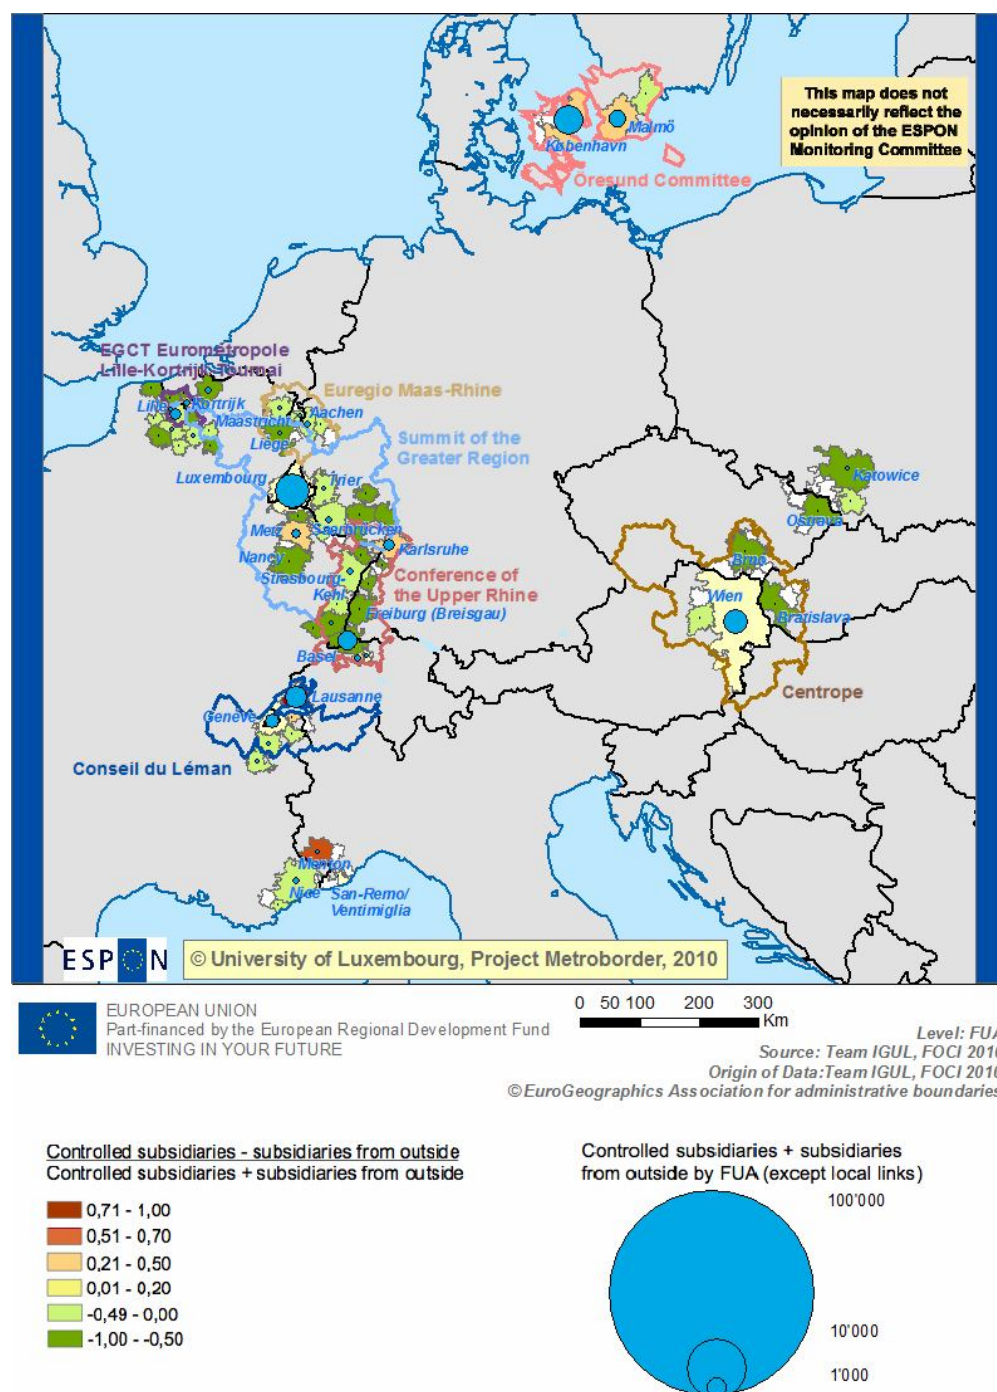 This map does not
necessarily reflect the
opinion of the ESPON
Monitoring Committee
Malmö
København
Öresund Committee
EGCT Eurométropole
Lille-Kortrijk-Tournai
Euregio Maas-Rhine
Lille
Kortrijk
Aachen
Maastricht
Liège
Summit of the
Greater Region
Luxembourg
Trier
Katowice
Ostrava
Metz
Saarbrücken
Karlsruhe
Nancy
Brno
Strasbourg-
Kehl
Conference of
the Upper Rhine
Wien
Freiburg (Breisgau)
Bratislava
Basel
Lausanne
Centrope
Genève
Conseil du Léman
Menton
Nice
San-Remo/
Ventimiglia
ESPON
© University of Luxembourg, Project Metroborder, 2010
EUROPEAN UNION
Part-financed by the European Regional Development Fund
INVESTING IN YOUR FUTURE
0 50 100 200 300
Km
Level: FUA
Source: Team IGUL, FOCI 2010
Origin of Data:Team IGUL, FOCI 2010
© EuroGeographics Association for administrative boundaries
Controlled subsidiaries - subsidiaries from outside
Controlled subsidiaries + subsidiaries from outside
0,71 - 1,00
0,51 - 0,70
0,21 - 0,50
0,01 - 0,20
-0,49 - 0,00
-1,00 - -0,50
Controlled subsidiaries + subsidiaries
from outside by FUA (except local links)
100'000
10'000
1'000